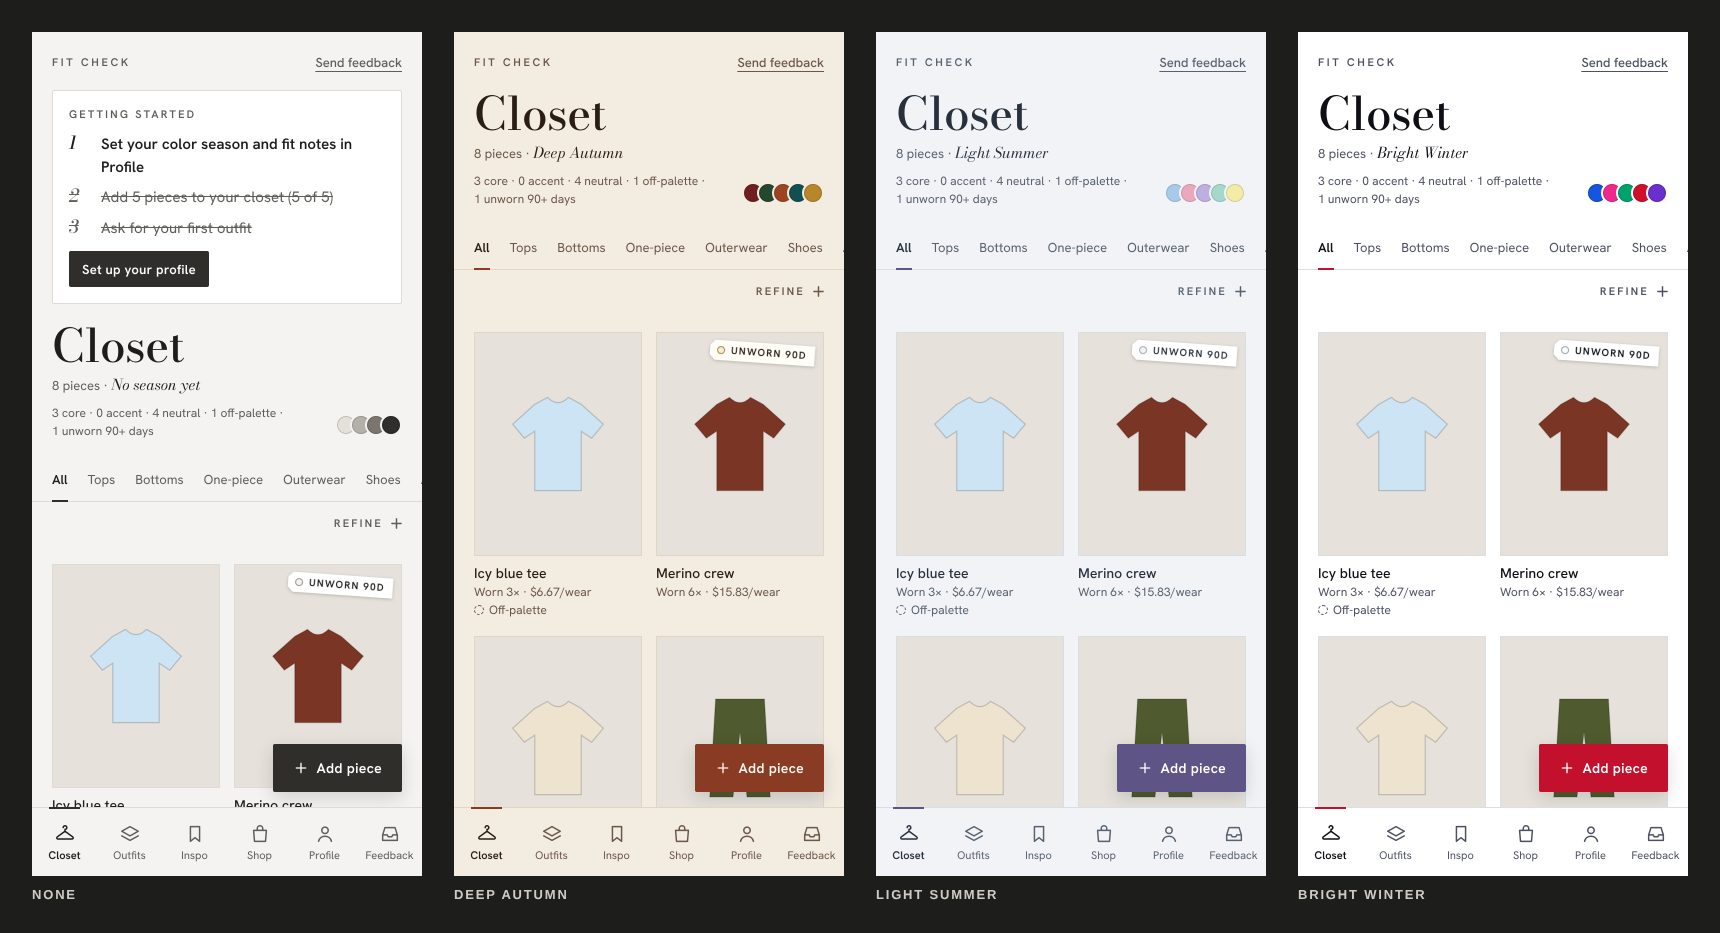 FIT CHECK
Send feedback
GETTING STARTED
1 Set your color season and fit notes in
Profile
2 Add 5 pieces to your closet (5 of 5)
3 Ask for your first outfit
Set up your profile
Closet
8 pieces · No season yet
3 core · 0 accent · 4 neutral · 1 off-palette ·
1 unworn 90+ days
All Tops Bottoms One-piece Outerwear Shoes
REFINE +
UNWORN 90D
+ Add piece
Icy blue tee
Merino crew
Closet Outfits Inspo Shop Profile Feedback
NONE
FIT CHECK
Send feedback
Closet
8 pieces · Deep Autumn
3 core · 0 accent · 4 neutral · 1 off-palette ·
1 unworn 90+ days
All Tops Bottoms One-piece Outerwear Shoes
REFINE +
UNWORN 90D
Icy blue tee
Worn 3× · $6.67/wear
Off-palette
Merino crew
Worn 6× · $15.83/wear
+ Add piece
Closet Outfits Inspo Shop Profile Feedback
DEEP AUTUMN
FIT CHECK
Send feedback
Closet
8 pieces · Light Summer
3 core · 0 accent · 4 neutral · 1 off-palette ·
1 unworn 90+ days
All Tops Bottoms One-piece Outerwear Shoes
REFINE +
UNWORN 90D
Icy blue tee
Worn 3× · $6.67/wear
Off-palette
Merino crew
Worn 6× · $15.83/wear
+ Add piece
Closet Outfits Inspo Shop Profile Feedback
LIGHT SUMMER
FIT CHECK
Send feedback
Closet
8 pieces · Bright Winter
3 core · 0 accent · 4 neutral · 1 off-palette ·
1 unworn 90+ days
All Tops Bottoms One-piece Outerwear Shoes
REFINE +
UNWORN 90D
Icy blue tee
Worn 3× · $6.67/wear
Off-palette
Merino crew
Worn 6× · $15.83/wear
+ Add piece
Closet Outfits Inspo Shop Profile Feedback
BRIGHT WINTER